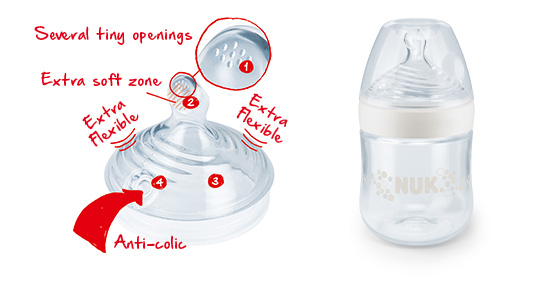 Several tiny openings
1
Extra soft zone
2
Extra
Flexible
Extra
Flexible
4
3
Anti-colic
NUK